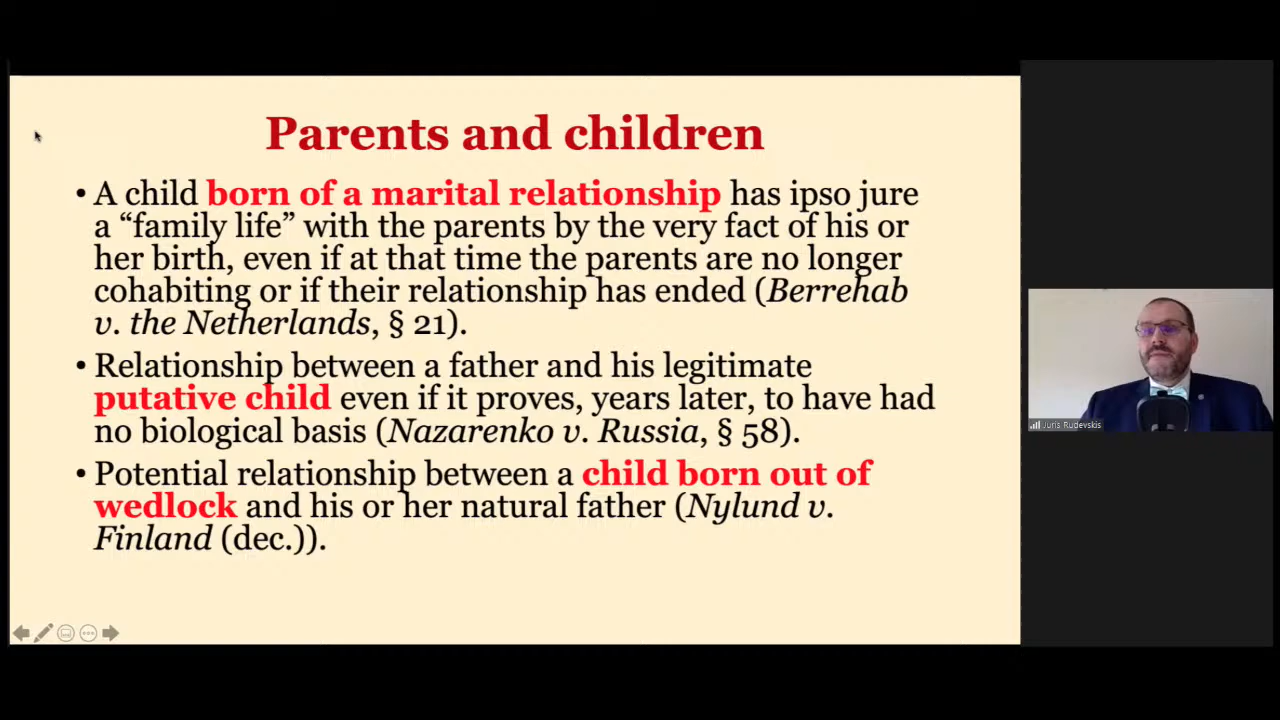 Parents and children
• A child born of a marital relationship has ipso jure
a “family life” with the parents by the very fact of his or
her birth, even if at that time the parents are no longer
cohabiting or if their relationship has ended (Berrehab
v. the Netherlands, § 21).
• Relationship between a father and his legitimate
putative child even if it proves, years later, to have had
no biological basis (Nazarenko v. Russia, § 58).
• Potential relationship between a child born out of
wedlock and his or her natural father (Nylund v.
Finland (dec.)).
Juris Rudevskis